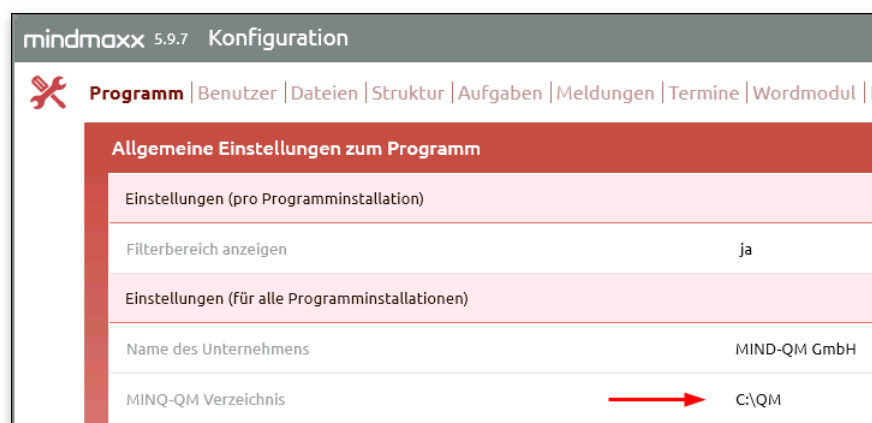 mindmaxx 5.9.7 Konfiguration
Programm | Benutzer | Dateien | Struktur | Aufgaben | Meldungen | Termine | Wordmodul |
Allgemeine Einstellungen zum Programm
Einstellungen (pro Programminstallation)
Filterbereich anzeigen ja
Einstellungen (für alle Programminstallationen)
Name des Unternehmens MIND-QM GmbH
MINQ-QM Verzeichnis C:\QM